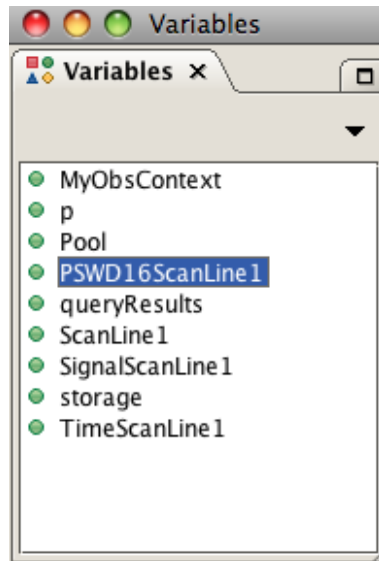 Variables
Variables
MyObsContext
p
Pool
PSWD16ScanLine1
queryResults
ScanLine1
SignalScanLine1
storage
TimeScanLine1